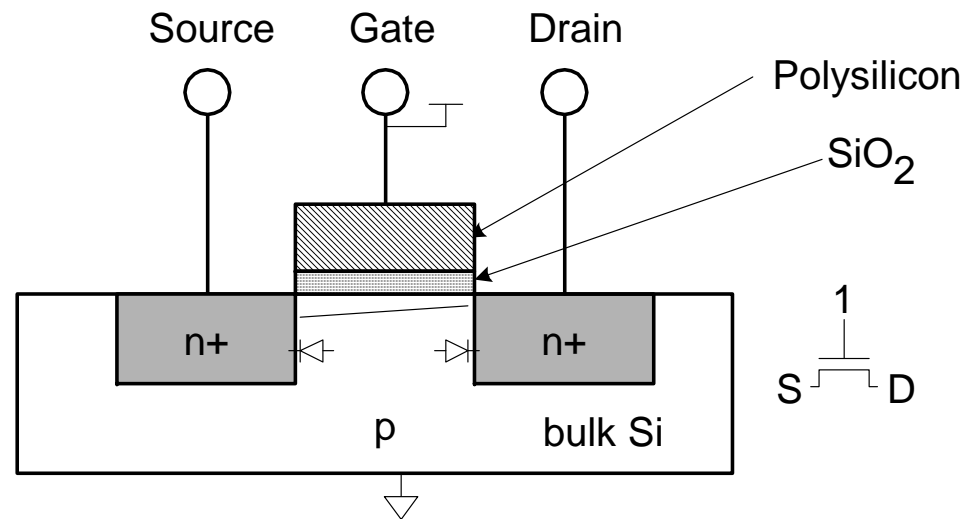 Source Gate Drain
Polysilicon
SiO2
n+ n+
1
S D
p bulk Si